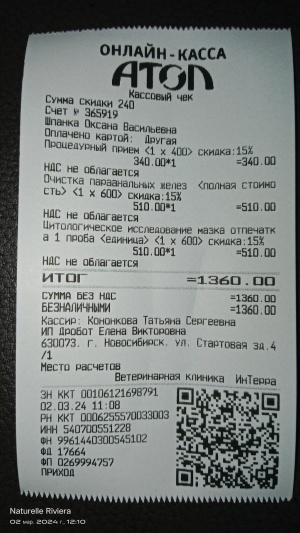 ОНЛАЙН-КАССА
АТОЛ
Кассовый чек
Сумма скидки 240
Счет № 365919
Шпанка Оксана Васильевна
Оплачено картой: Другая
Процедурный прием <1 x 400> скидка:15%
340.00*1 =340.00
НДС не облагается
Очистка параанальных желез <полная стоимо
сть> <1 x 600> скидка:15%
510.00*1 =510.00
НДС не облагается
Цитологическое исследование мазка отпечатк
а 1 проба <единица> <1 x 600> скидка:15%
510.00*1 =510.00
НДС не облагается
ИТОГ =1360.00
СУММА БЕЗ НДС =1360.00
БЕЗНАЛИЧНЫМИ =1360.00
Кассир: Кононкова Татьяна Сергеевна
ИП Дробот Елена Викторовна
630073. г. Новосибирск. ул. Стартовая зд.4
/1
Место расчетов
Ветеринарная клиника ИнТерра
ЗН ККТ 00106121698791
02.03.24 11:08
РН ККТ 0006255570033003
ИНН 540700551228
ФН 9961440300545102
ФД 17664
ФП 0269994757
ПРИХОД
Naturelle Riviera
02 мар. 2024 г., 12:10